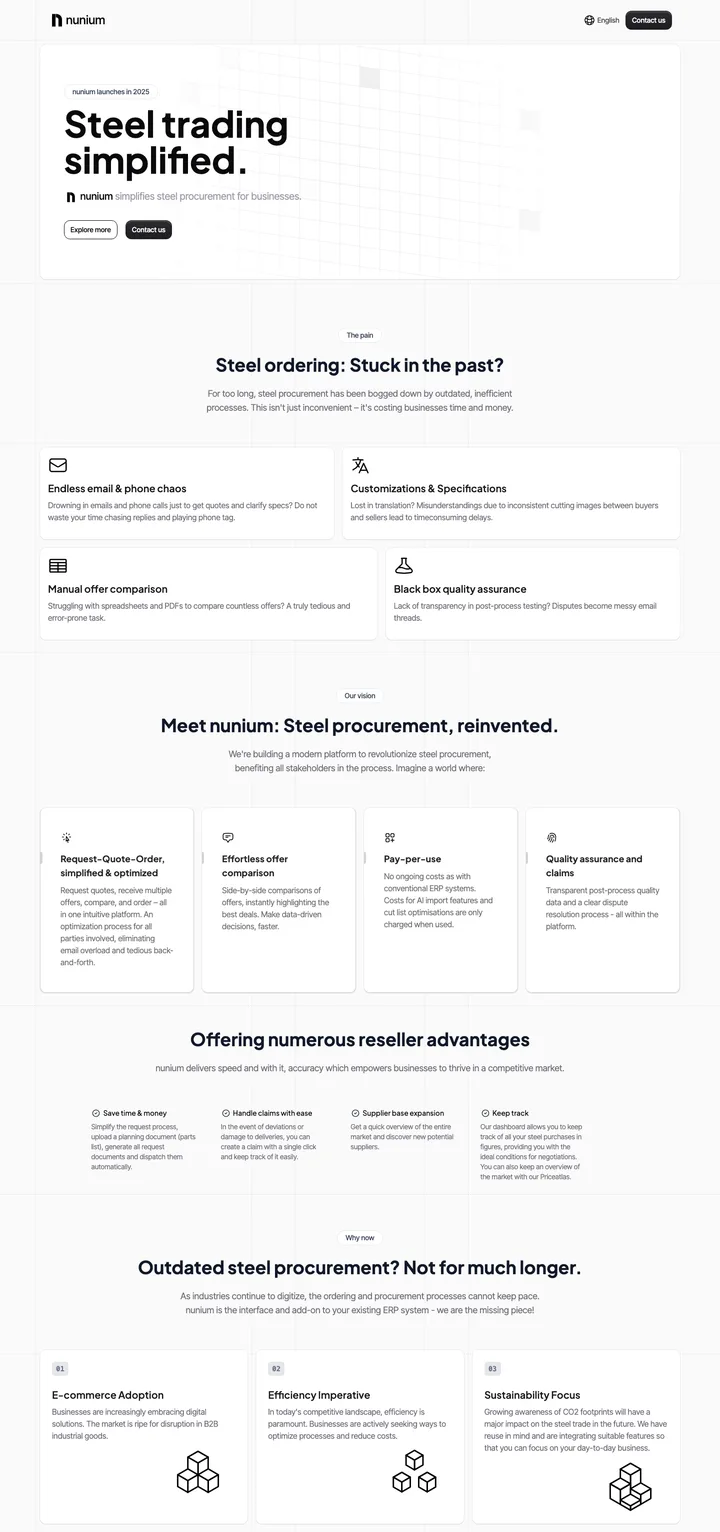 nunium
English
Contact us
nunium launches in 2025
Steel trading
simplified.
nunium simplifies steel procurement for businesses.
Explore more
Contact us
The pain
Steel ordering: Stuck in the past?
For too long, steel procurement has been bogged down by outdated, inefficient
processes. This isn't just inconvenient – it's costing businesses time and money.
Endless email & phone chaos
Drowning in emails and phone calls just to get quotes and clarify specs? Do not
waste your time chasing replies and playing phone tag.
Customizations & Specifications
Lost in translation? Misunderstandings due to inconsistent cutting images between buyers
and sellers lead to timeconsuming delays.
Manual offer comparison
Struggling with spreadsheets and PDFs to compare countless offers? A truly tedious and
error-prone task.
Black box quality assurance
Lack of transparency in post-process testing? Disputes become messy email
threads.
Our vision
Meet nunium: Steel procurement, reinvented.
We're building a modern platform to revolutionize steel procurement,
benefiting all stakeholders in the process. Imagine a world where:
Request-Quote-Order,
simplified & optimized
Request quotes, receive multiple
offers, compare, and order – all
in one intuitive platform. An
optimization process for all
parties involved, eliminating
email overload and tedious back-
and-forth.
Effortless offer
comparison
Side-by-side comparisons of
offers, instantly highlighting the
best deals. Make data-driven
decisions, faster.
Pay-per-use
No ongoing costs as with
conventional ERP systems.
Costs for AI import features and
cut list optimisations are only
charged when used.
Quality assurance and
claims
Transparent post-process quality
data and a clear dispute
resolution process - all within the
platform.
Offering numerous reseller advantages
nunium delivers speed and with it, accuracy which empowers businesses to thrive in a competitive market.
Save time & money
Simplify the request process,
upload a planning document (parts
list), generate all request
documents and dispatch them
automatically.
Handle claims with ease
In the event of deviations or
damage to deliveries, you can
create a claim with a single click
and keep track of it easily.
Supplier base expansion
Get a quick overview of the entire
market and discover new potential
suppliers.
Keep track
Our dashboard allows you to keep
track of all your steel purchases in
figures, providing you with the
ideal conditions for negotiations.
You can also keep an overview of
the market with our Priceatlas.
Why now
Outdated steel procurement? Not for much longer.
As industries continue to digitize, the ordering and procurement processes cannot keep pace.
nunium is the interface and add-on to your existing ERP system - we are the missing piece!
01
E-commerce Adoption
Businesses are increasingly embracing digital
solutions. The market is ripe for disruption in B2B
industrial goods.
02
Efficiency Imperative
In today's competitive landscape, efficiency is
paramount. Businesses are actively seeking ways to
optimize processes and reduce costs.
03
Sustainability Focus
Growing awareness of CO2 footprints will have a
major impact on the steel trade in the future. We have
reuse in mind and are integrating suitable features so
that you can focus on your day-to-day business.